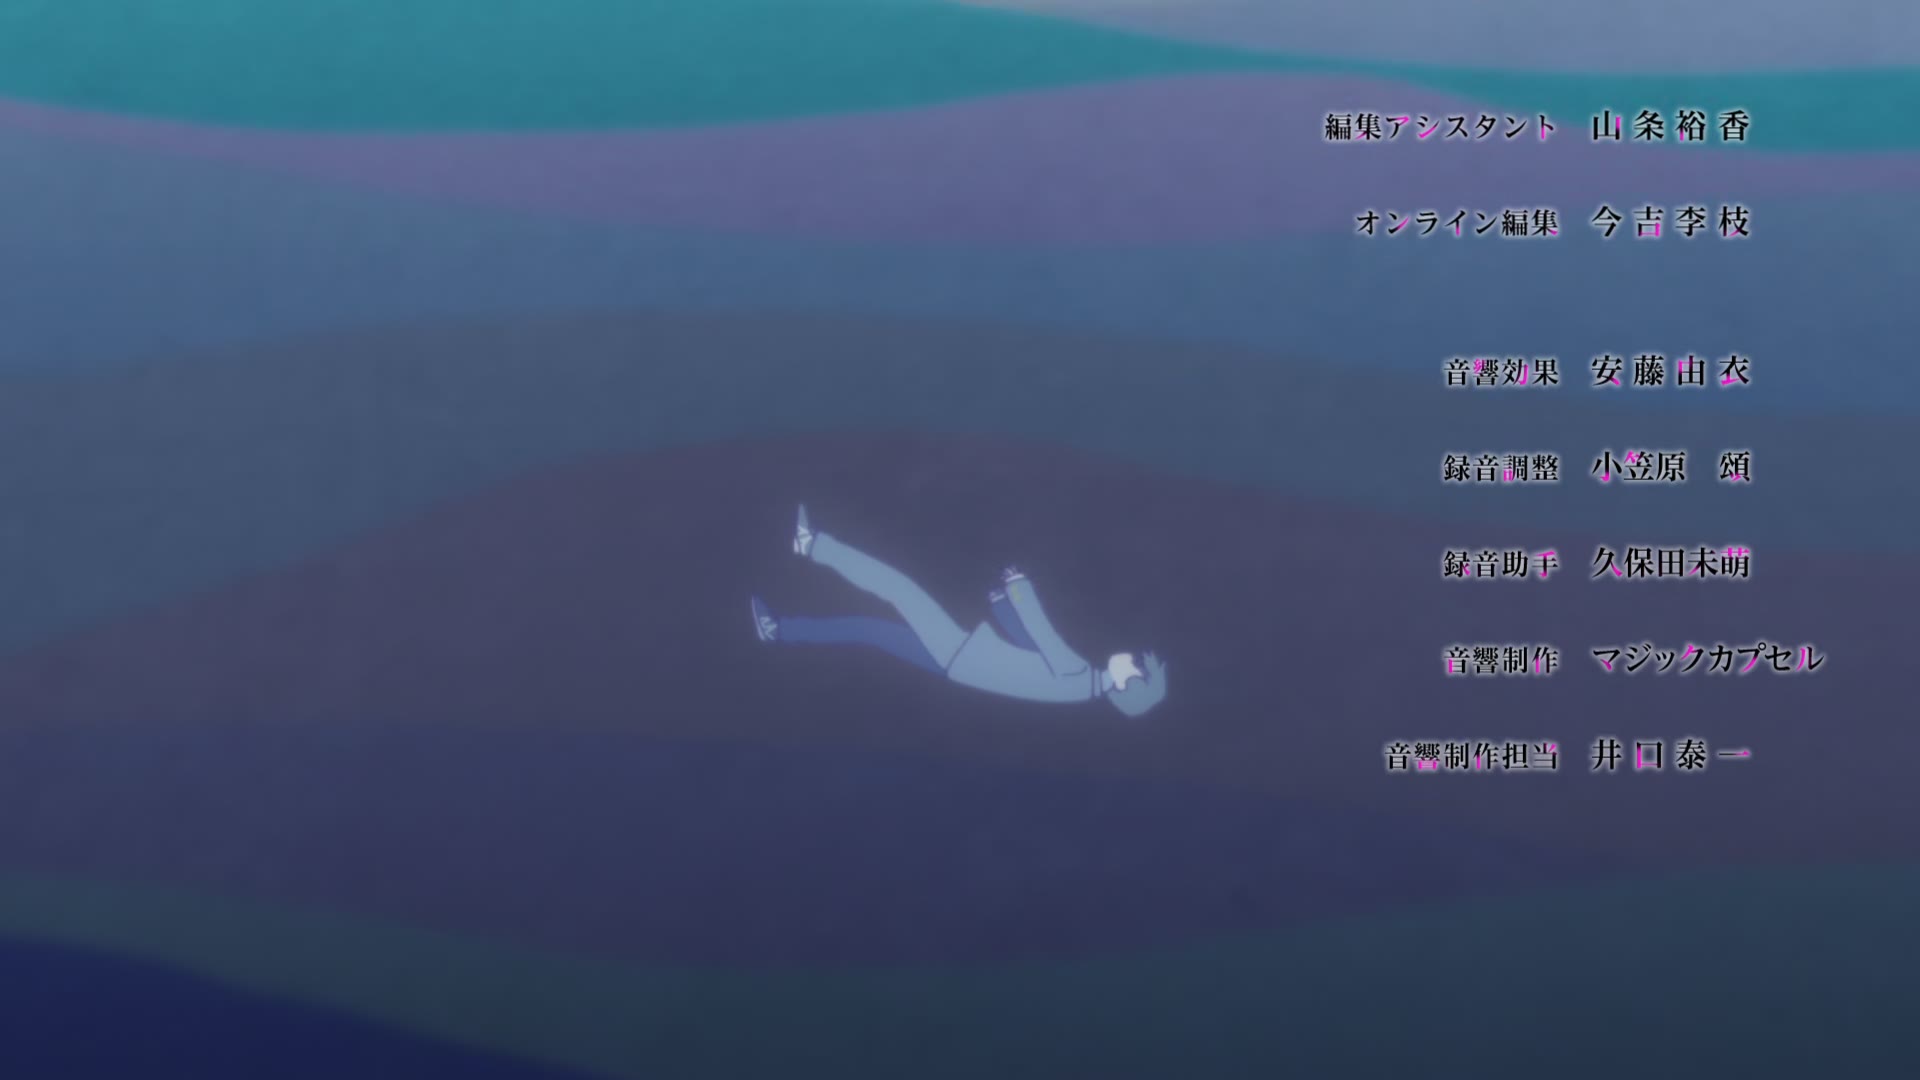 編集アシスタント 山条裕香
オンライン編集 今吉李枝
音響効果 安藤由衣
録音調整 小笠原 頌
録音助手 久保田未萌
音響制作 マジックカプセル
音響制作担当 井口泰一